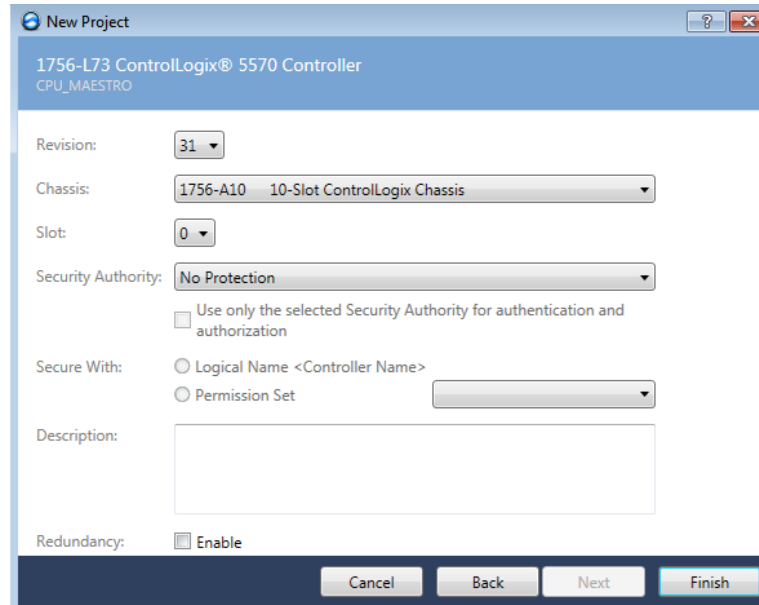 New Project
1756-L73 ControlLogix® 5570 Controller
CPU_MAESTRO
Revision: 31
Chassis: 1756-A10 10-Slot ControlLogix Chassis
Slot: 0
Security Authority: No Protection
Use only the selected Security Authority for authentication and
authorization
Secure With: Logical Name <Controller Name>
Permission Set
Description:
Redundancy: Enable
Cancel Back Next Finish